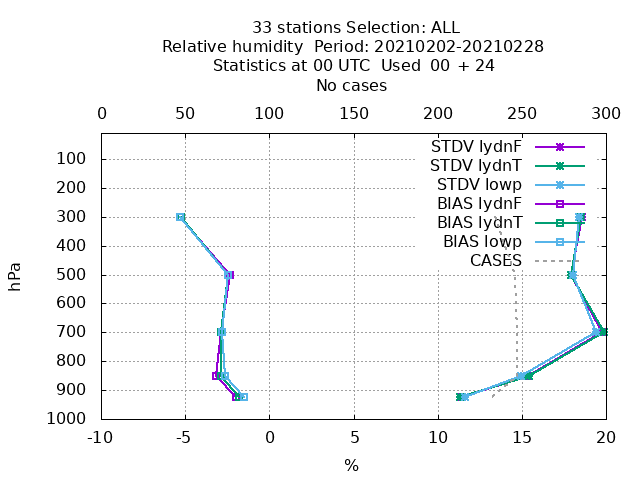 33 stations Selection: ALL
Relative humidity  Period: 20210202-20210228
Statistics at 00 UTC  Used  00 + 24
No cases
0 50 100 150 200 250 300
STDV lydnF
STDV lydnT
STDV lowp
BIAS lydnF
BIAS lydnT
BIAS lowp
CASES
100
200
300
400
500
600
700
800
900
1000
hPa
-10 -5 0 5 10 15 20
%